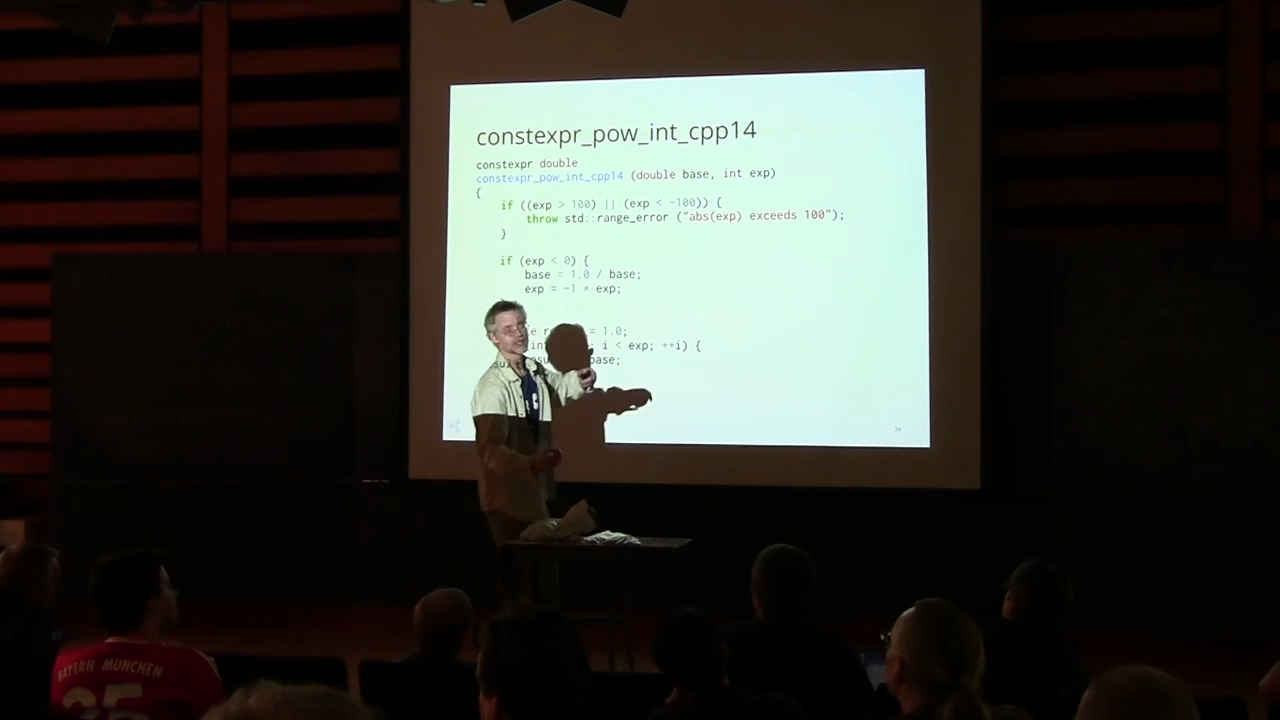 constexpr_pow_int_cpp14
constexpr double
constexpr_pow_int_cpp14 (double base, int exp)
{
if ((exp > 100) || (exp < -100)) {
throw std::range_error ("abs(exp) exceeds 100");
}
if (exp < 0) {
base = 1.0 / base;
exp = -1 * exp;
= 1.0;
; i < exp; ++i) {
base;
34
BAYERN MÜNCHEN